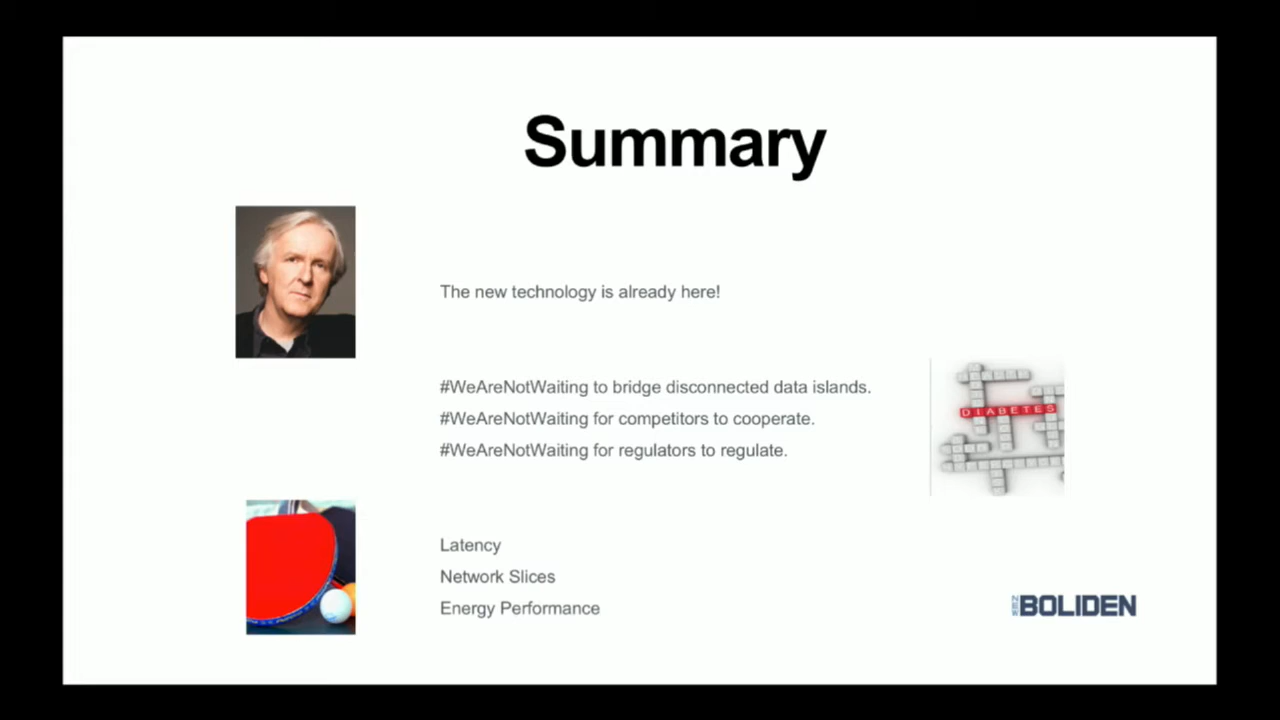 Summary
The new technology is already here!
#WeAreNotWaiting to bridge disconnected data islands.
#WeAreNotWaiting for competitors to cooperate.
#WeAreNotWaiting for regulators to regulate.
DIABETES
Latency
Network Slices
Energy Performance
NEW BOLIDEN